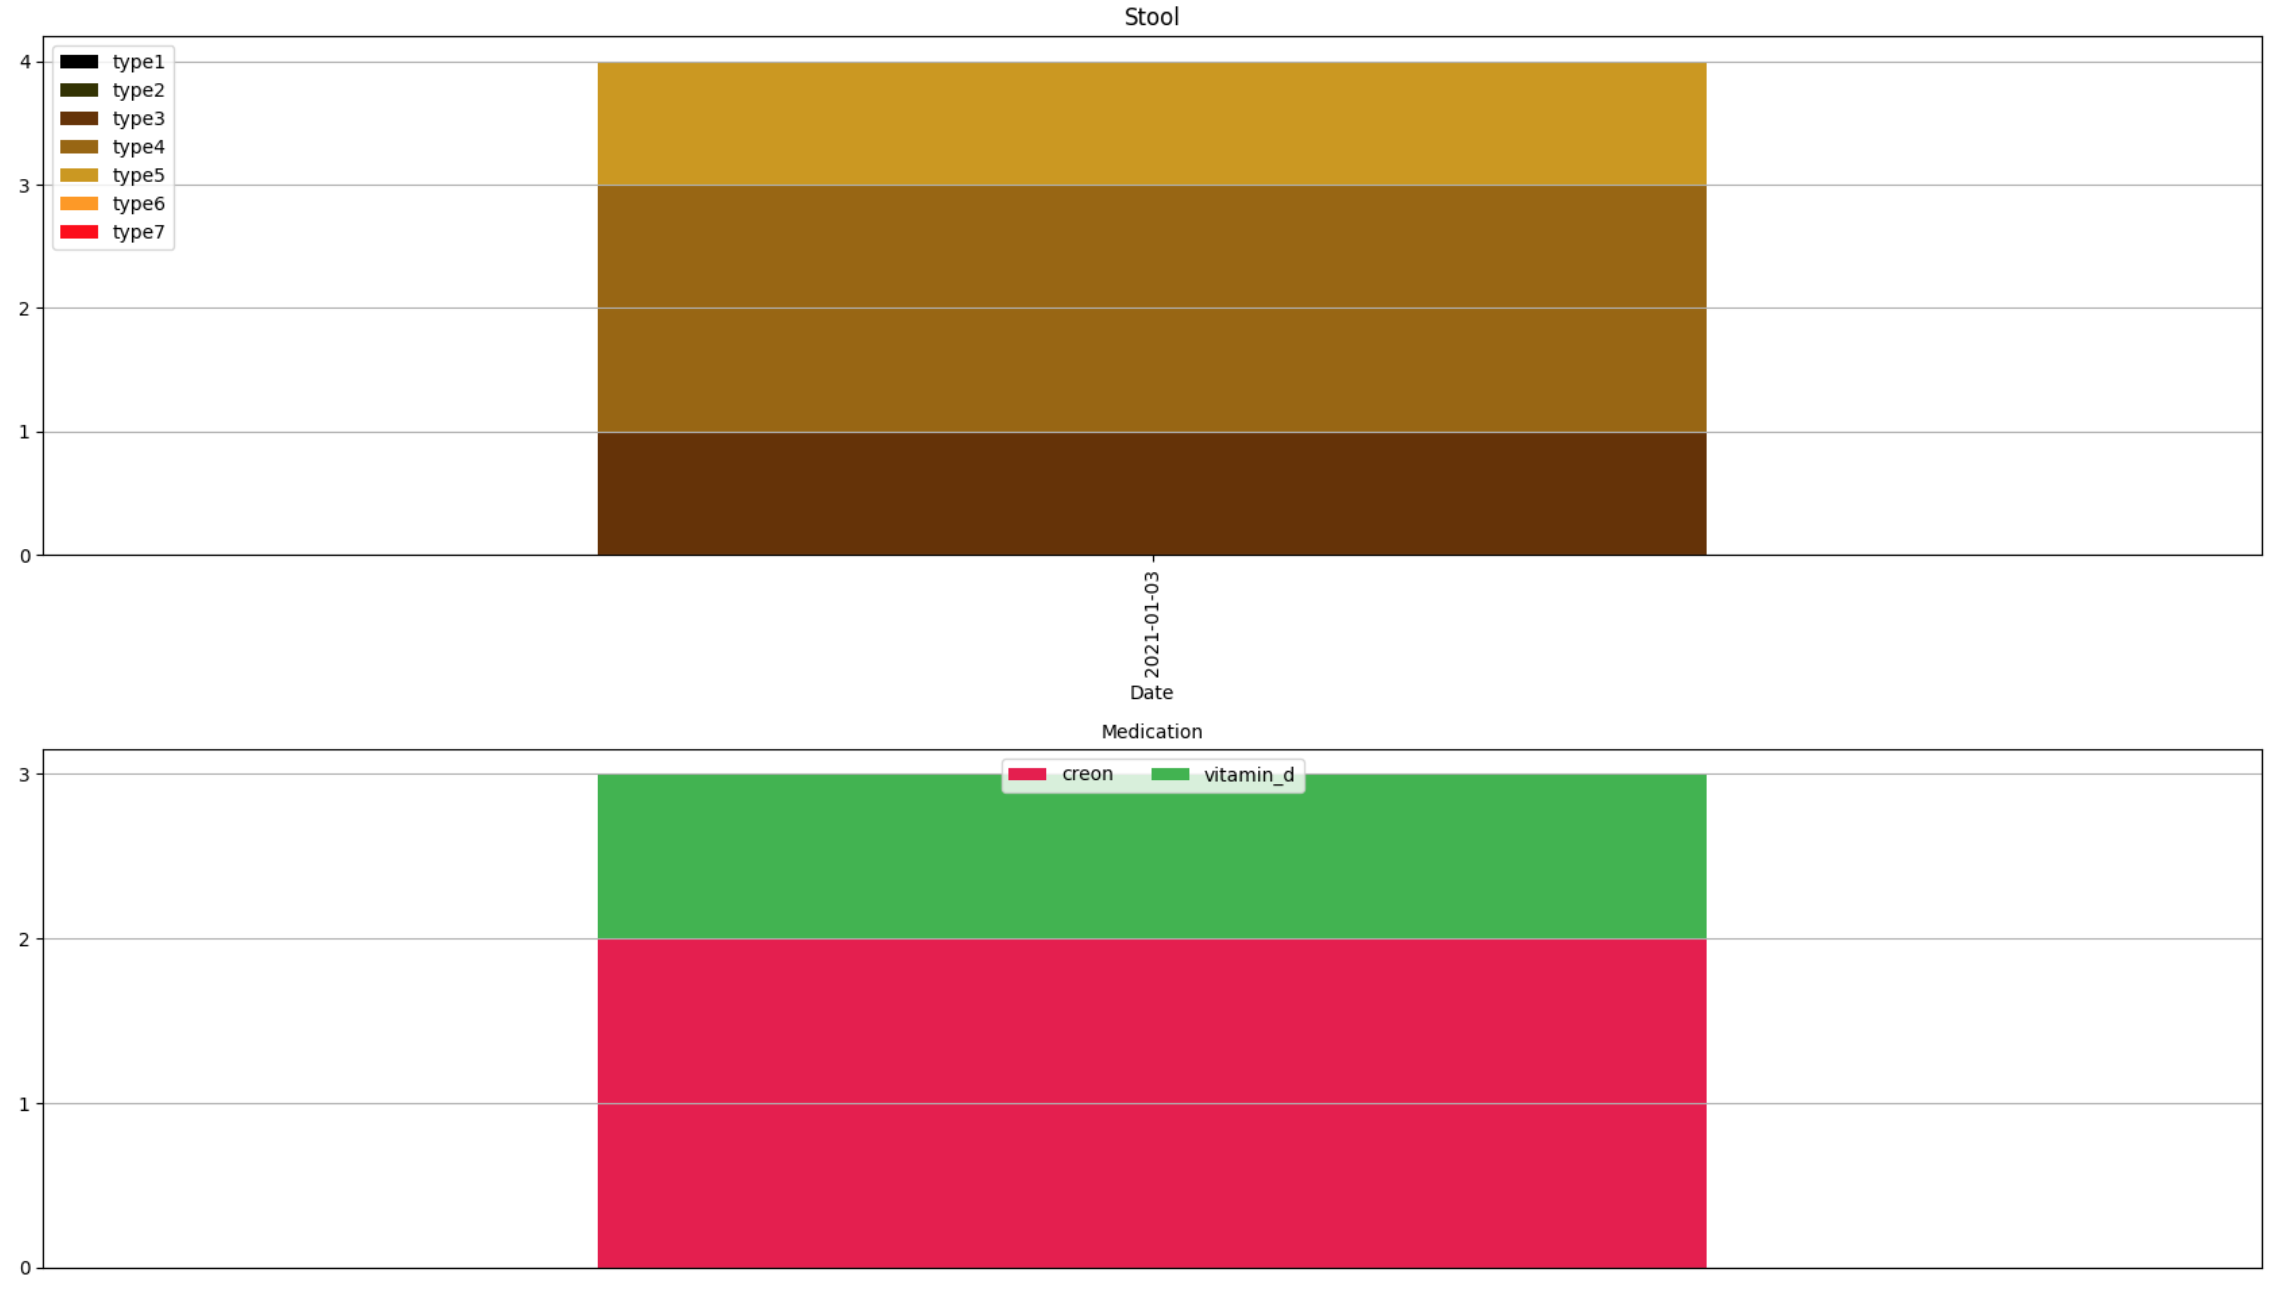 Stool
4
3
2
1
0
type1
type2
type3
type4
type5
type6
type7
2021-01-03
Date
Medication
3
2
1
0
creon vitamin_d